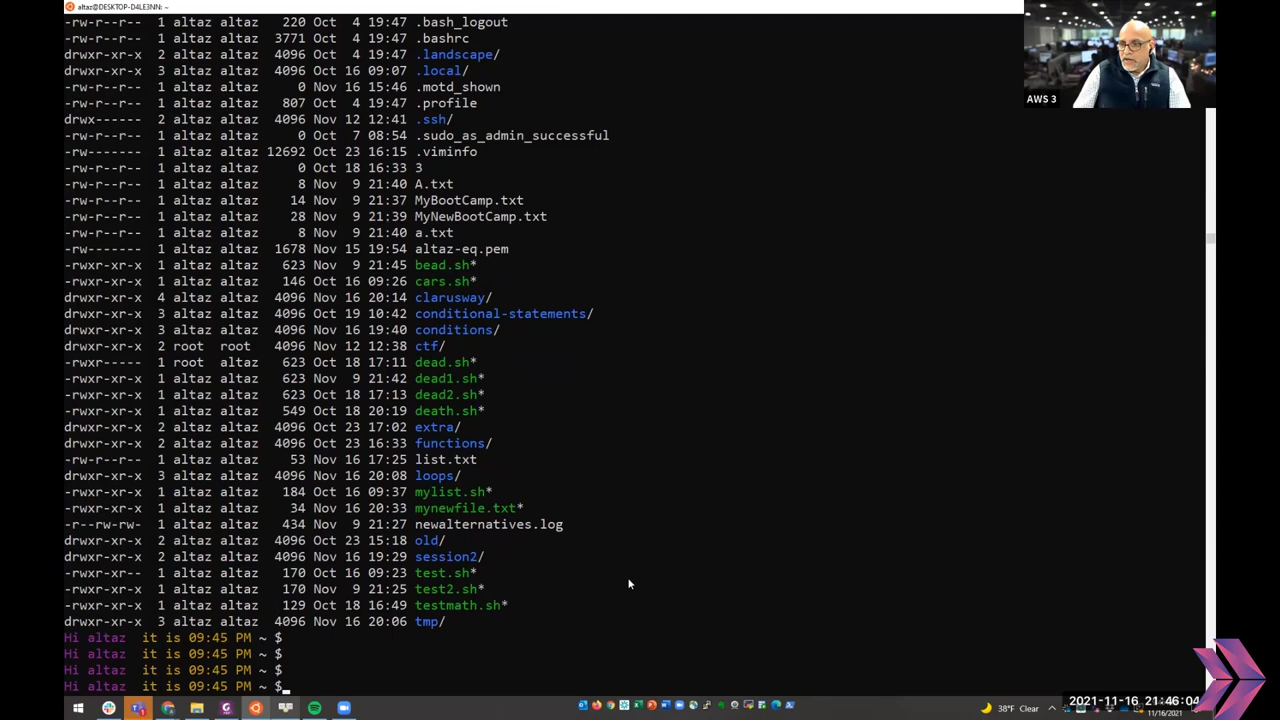 altaz@DESKTOP-D4LE3NN: ~
-rw-r--r-- 1 altaz altaz 220 Oct 4 19:47 .bash_logout
-rw-r--r-- 1 altaz altaz 3771 Oct 4 19:47 .bashrc
drwxr-xr-x 2 altaz altaz 4096 Oct 4 19:47 .landscape/
drwxr-xr-x 3 altaz altaz 4096 Oct 16 09:07 .local/
-rw-r--r-- 1 altaz altaz 0 Nov 16 15:46 .motd_shown
-rw-r--r-- 1 altaz altaz 807 Oct 4 19:47 .profile
drwx------ 2 altaz altaz 4096 Nov 12 12:41 .ssh/
-rw-r--r-- 1 altaz altaz 0 Oct 7 08:54 .sudo_as_admin_successful
-rw------- 1 altaz altaz 12692 Oct 23 16:15 .viminfo
-rw-r--r-- 1 altaz altaz 0 Oct 18 16:33 3
-rw-r--r-- 1 altaz altaz 8 Nov 9 21:40 A.txt
-rw-r--r-- 1 altaz altaz 14 Nov 9 21:37 MyBootCamp.txt
-rw-r--r-- 1 altaz altaz 28 Nov 9 21:39 MyNewBootCamp.txt
-rw-r--r-- 1 altaz altaz 8 Nov 9 21:40 a.txt
-rw------- 1 altaz altaz 1678 Nov 15 19:54 altaz-eq.pem
-rwxr-xr-x 1 altaz altaz 623 Nov 9 21:45 bead.sh*
-rwxr-xr-x 1 altaz altaz 146 Oct 16 09:26 cars.sh*
drwxr-xr-x 4 altaz altaz 4096 Nov 16 20:14 clarusway/
drwxr-xr-x 3 altaz altaz 4096 Oct 19 10:42 conditional-statements/
drwxr-xr-x 3 altaz altaz 4096 Nov 16 19:40 conditions/
drwxr-xr-x 2 root root 4096 Nov 12 12:38 ctf/
-rwxr----- 1 root altaz 623 Oct 18 17:11 dead.sh*
-rwxr-xr-x 1 altaz altaz 623 Nov 9 21:42 dead1.sh*
-rwxr-xr-x 1 altaz altaz 623 Oct 18 17:13 dead2.sh*
-rwxr-xr-x 1 altaz altaz 549 Oct 18 20:19 death.sh*
drwxr-xr-x 2 altaz altaz 4096 Oct 23 17:02 extra/
drwxr-xr-x 2 altaz altaz 4096 Oct 23 16:33 functions/
-rw-r--r-- 1 altaz altaz 53 Nov 16 17:25 list.txt
drwxr-xr-x 3 altaz altaz 4096 Nov 16 20:08 loops/
-rwxr-xr-x 1 altaz altaz 184 Oct 16 09:37 mylist.sh*
-rwxr-xr-x 1 altaz altaz 34 Nov 16 20:33 mynewfile.txt*
-r--rw-rw- 1 altaz altaz 434 Nov 9 21:27 newalternatives.log
drwxr-xr-x 2 altaz altaz 4096 Oct 23 15:18 old/
drwxr-xr-x 2 altaz altaz 4096 Nov 16 19:29 session2/
-rwxr-xr-x 1 altaz altaz 170 Oct 16 09:23 test.sh*
-rwxr-xr-x 1 altaz altaz 170 Nov 9 21:25 test2.sh*
-rwxr-xr-x 1 altaz altaz 129 Oct 18 16:49 testmath.sh*
drwxr-xr-x 3 altaz altaz 4096 Nov 16 20:06 tmp/
Hi altaz it is 09:45 PM ~ $
Hi altaz it is 09:45 PM ~ $
Hi altaz it is 09:45 PM ~ $
Hi altaz it is 09:45 PM ~ $
AWS 3
38°F Clear
2021-11-16 21:46:04
11/16/2021